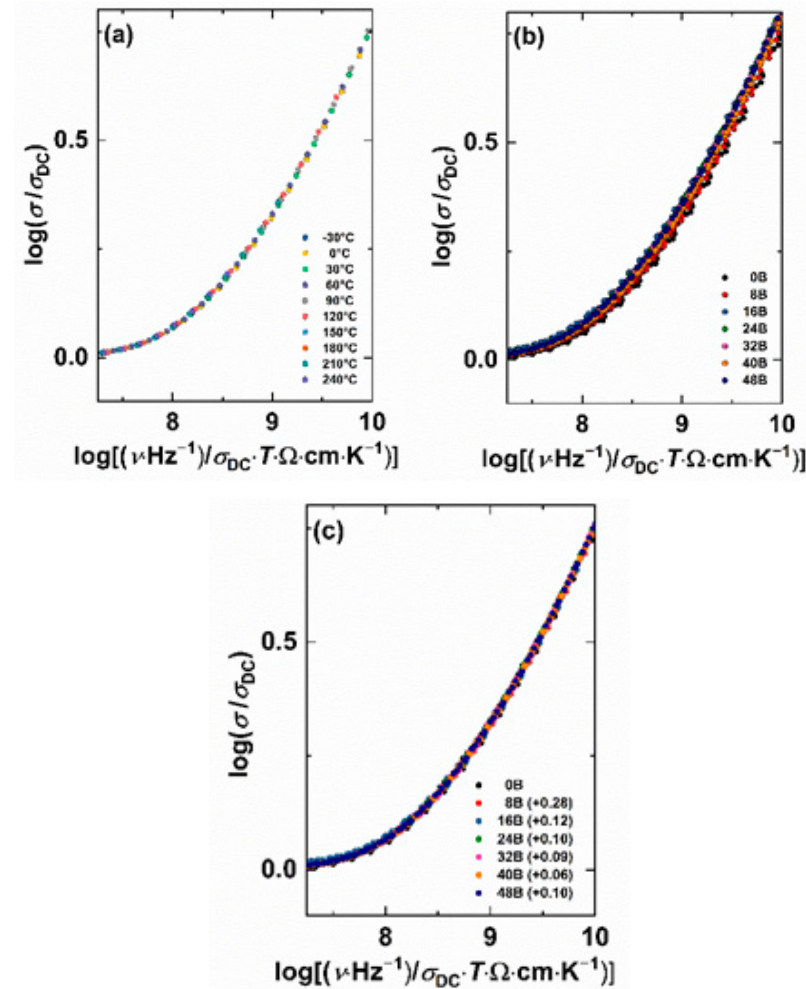 (a)
log(σ/σDC)
0.5
0.0
-30°C
0°C
30°C
60°C
90°C
120°C
150°C
180°C
210°C
240°C
8
9
10
log[(ν·Hz⁻¹)/σDC·T·Ω·cm·K⁻¹)]
(b)
log(σ/σDC)
0.5
0.0
0B
8B
16B
24B
32B
40B
48B
8
9
10
log[(ν·Hz⁻¹)/σDC·T·Ω·cm·K⁻¹)]
(c)
log(σ/σDC)
0.5
0.0
0B
8B (+0.28)
16B (+0.12)
24B (+0.10)
32B (+0.09)
40B (+0.06)
48B (+0.10)
8
9
10
log[(ν·Hz⁻¹)/σDC·T·Ω·cm·K⁻¹)]